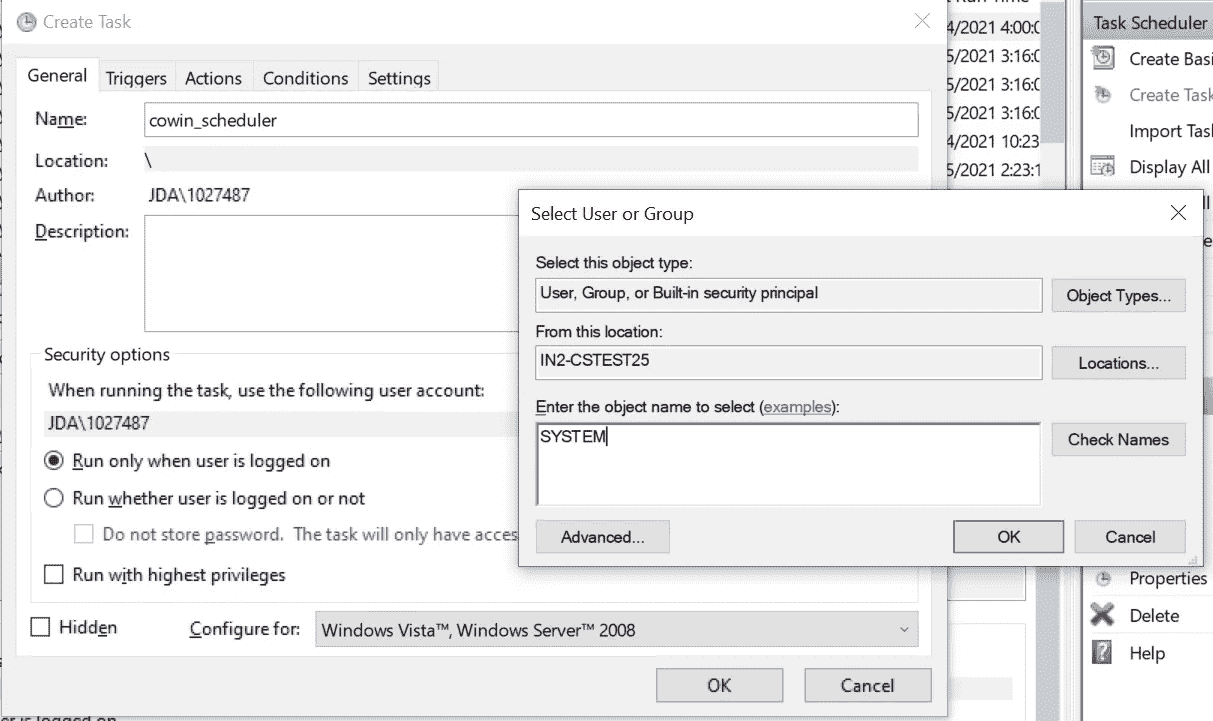 Create Task
General Triggers Actions Conditions Settings
Name: cowin_scheduler
Location: \
Author: JDA\1027487
Description:
Security options
When running the task, use the following user account:
JDA\1027487
Run only when user is logged on
Run whether user is logged on or not
Do not store password. The task will only have acces
Run with highest privileges
Hidden Configure for: Windows Vista™, Windows Server™ 2008
OK Cancel
Select User or Group
Select this object type:
User, Group, or Built-in security principal Object Types...
From this location:
IN2-CSTEST25 Locations...
Enter the object name to select (examples):
SYSTEM Check Names
Advanced... OK Cancel
4/2021 4:00:0
5/2021 3:16:0
5/2021 3:16:0
5/2021 3:16:0
4/2021 10:23
5/2021 2:23:1
Task Scheduler
Create Basi
Create Task
Import Tas
Display All
Properties
Delete
Help